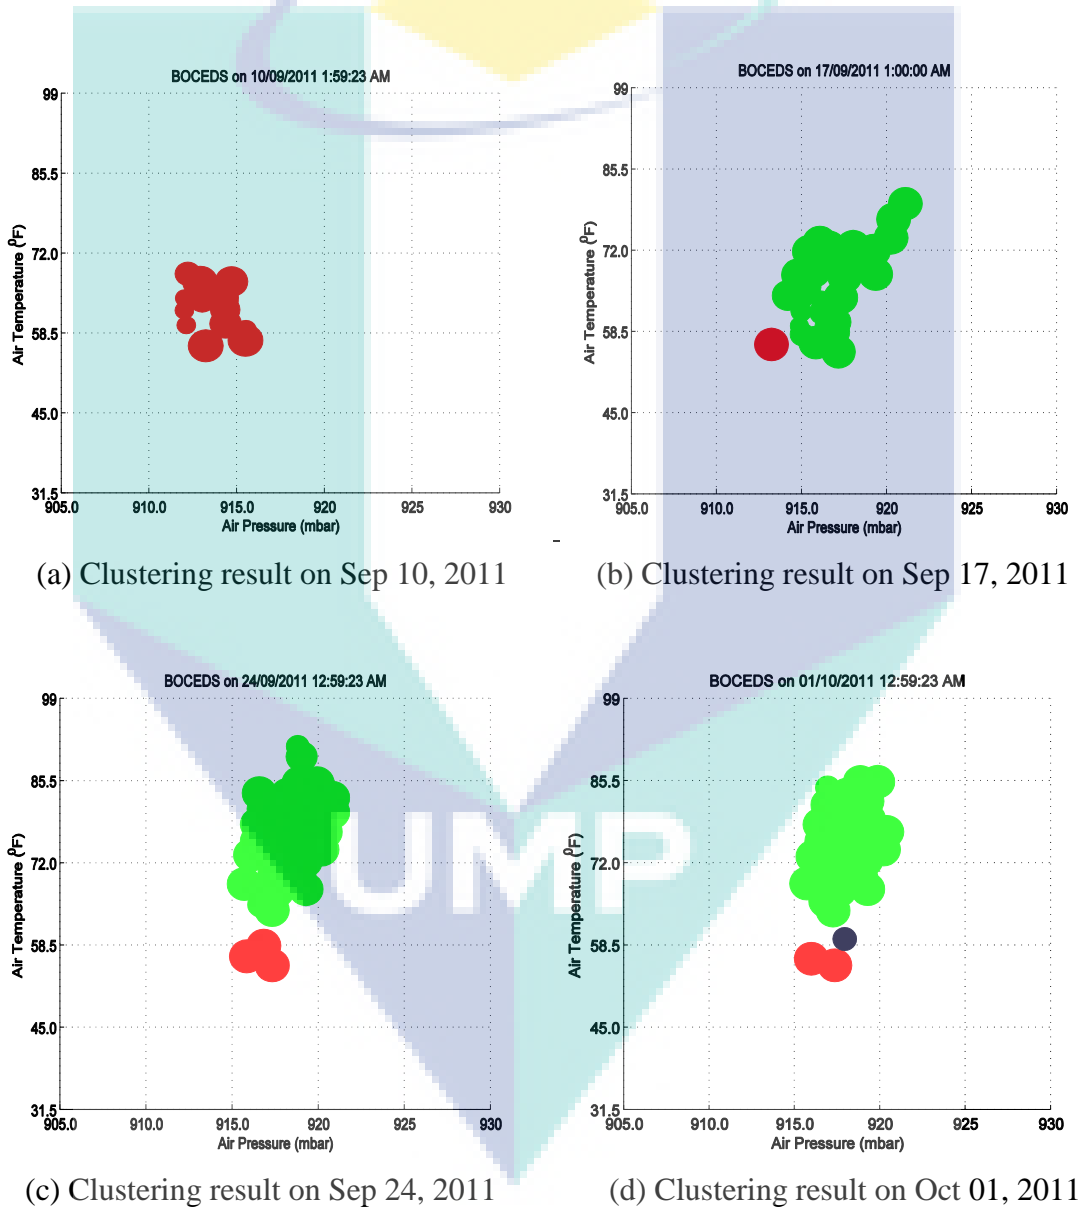 BOCEDS on 10/09/2011 1:59:23 AM
99
85.5
72.0
58.5
45.0
31.5
Air Temperature (⁰F)
905.0 910.0 915.0 920 925 930
Air Pressure (mbar)
(a) Clustering result on Sep 10, 2011
BOCEDS on 17/09/2011 1:00:00 AM
99
85.5
72.0
58.5
45.0
31.5
Air Temperature (⁰F)
905.0 910.0 915.0 920 925 930
Air Pressure (mbar)
(b) Clustering result on Sep 17, 2011
BOCEDS on 24/09/2011 12:59:23 AM
99
85.5
72.0
58.5
45.0
31.5
Air Temperature (⁰F)
905.0 910.0 915.0 920 925 930
Air Pressure (mbar)
(c) Clustering result on Sep 24, 2011
BOCEDS on 01/10/2011 12:59:23 AM
99
85.5
72.0
58.5
45.0
31.5
Air Temperature (⁰F)
905.0 910.0 915.0 920 925 930
Air Pressure (mbar)
(d) Clustering result on Oct 01, 2011
UMP